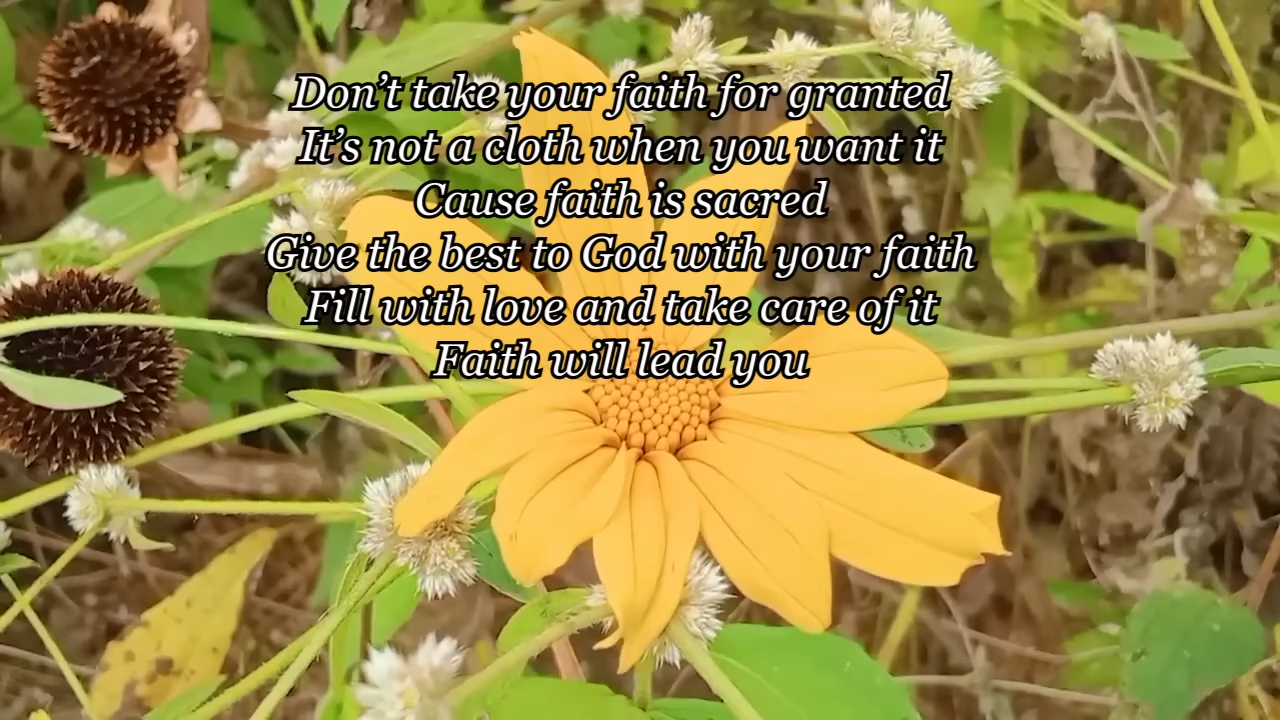 Don’t take your faith for granted
It’s not a cloth when you want it
Cause faith is sacred
Give the best to God with your faith
Fill with love and take care of it
Faith will lead you